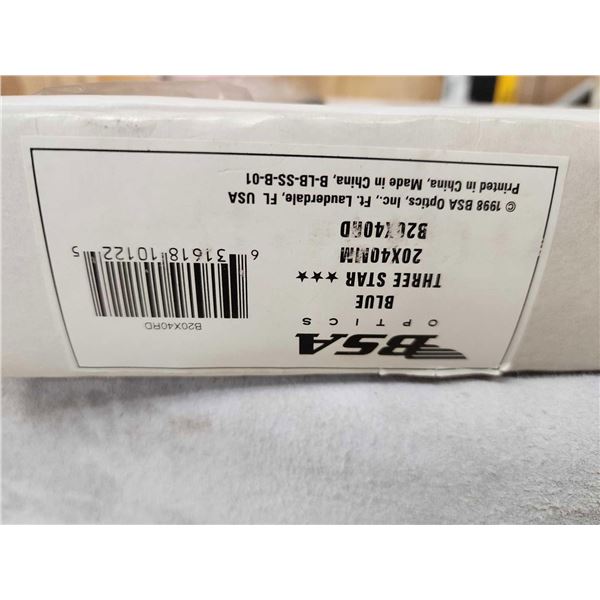 BSA
OPTICS
BLUE
THREE STAR ★★★
20X40MM
B20X40RD
© 1998 BSA Optics, Inc., Ft. Lauderdale, FL USA
Printed in China, Made in China, B-LB-SS-B-01
B20X40RD
6 31618 10122 5